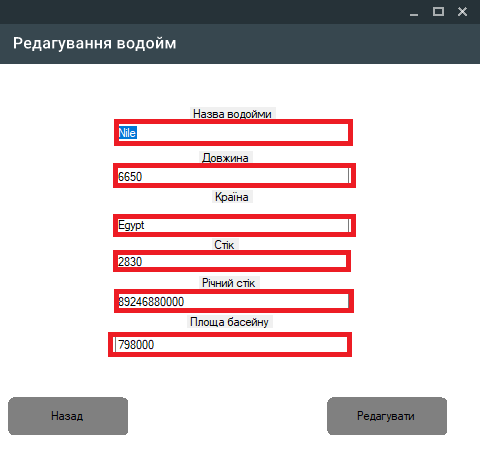 Редагування водойм
Назва водойми
Nile
Довжина
6650
Країна
Egypt
Стік
2830
Річний стік
89246880000
Площа басейну
798000
Назад
Редагувати